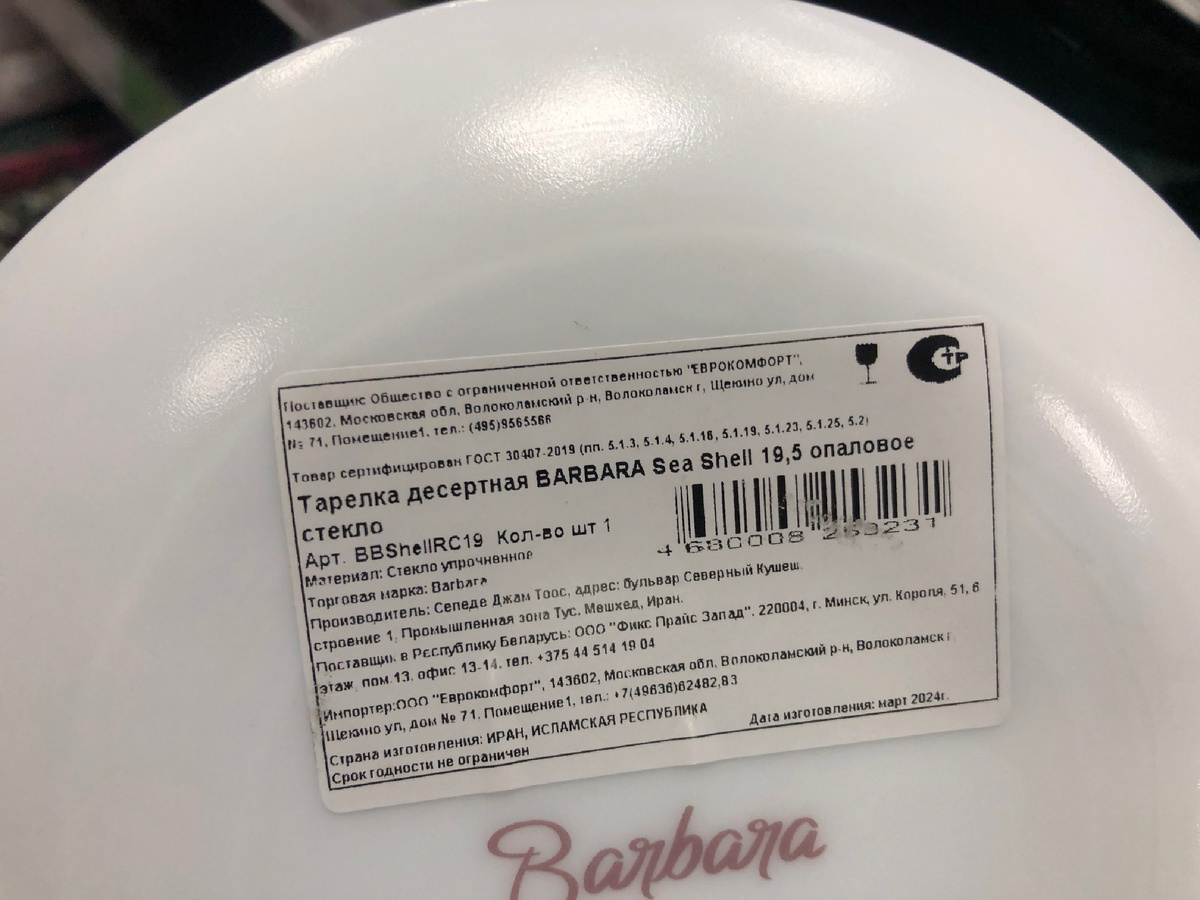 Поставщик: Общество с ограниченной ответственностью "ЕВРОКОМФОРТ",
143602, Московская обл, Волоколамский р-н, Волоколамск г, Щекино ул, дом
№ 71, Помещение1, тел.: (495)9565566
Товар сертифицирован ГОСТ 30407-2019 (пп. 5.1.3, 5.1.4, 5.1.16, 5.1.19, 5.1.23, 5.1.25, 5.2)
Тарелка десертная BARBARA Sea Shell 19,5 опаловое
стекло
Арт. BBShellRC19 Кол-во шт 1
4 680008 231
Материал: Стекло упрочненное
Торговая марка: Barbara
Производитель: Сепеде Джам Тоос, адрес: бульвар Северный Кушеш,
строение 1, Промышленная зона Тус, Мешхед, Иран.
Поставщик в Республику Беларусь: ООО "Фикс Прайс Запад". 220004, г. Минск, ул. Короля, 51, 6
этаж, пом.13, офис 13-14, тел. +375 44 514 19 04
Импортер:ООО "Еврокомфорт", 143602, Московская обл, Волоколамский р-н, Волоколамск г,
Щекино ул, дом № 71, Помещение1, тел.: +7(49636)62482,83
Страна изготовления: ИРАН, ИСЛАМСКАЯ РЕСПУБЛИКА
Дата изготовления: март 2024г.
Срок годности не ограничен
Barbara